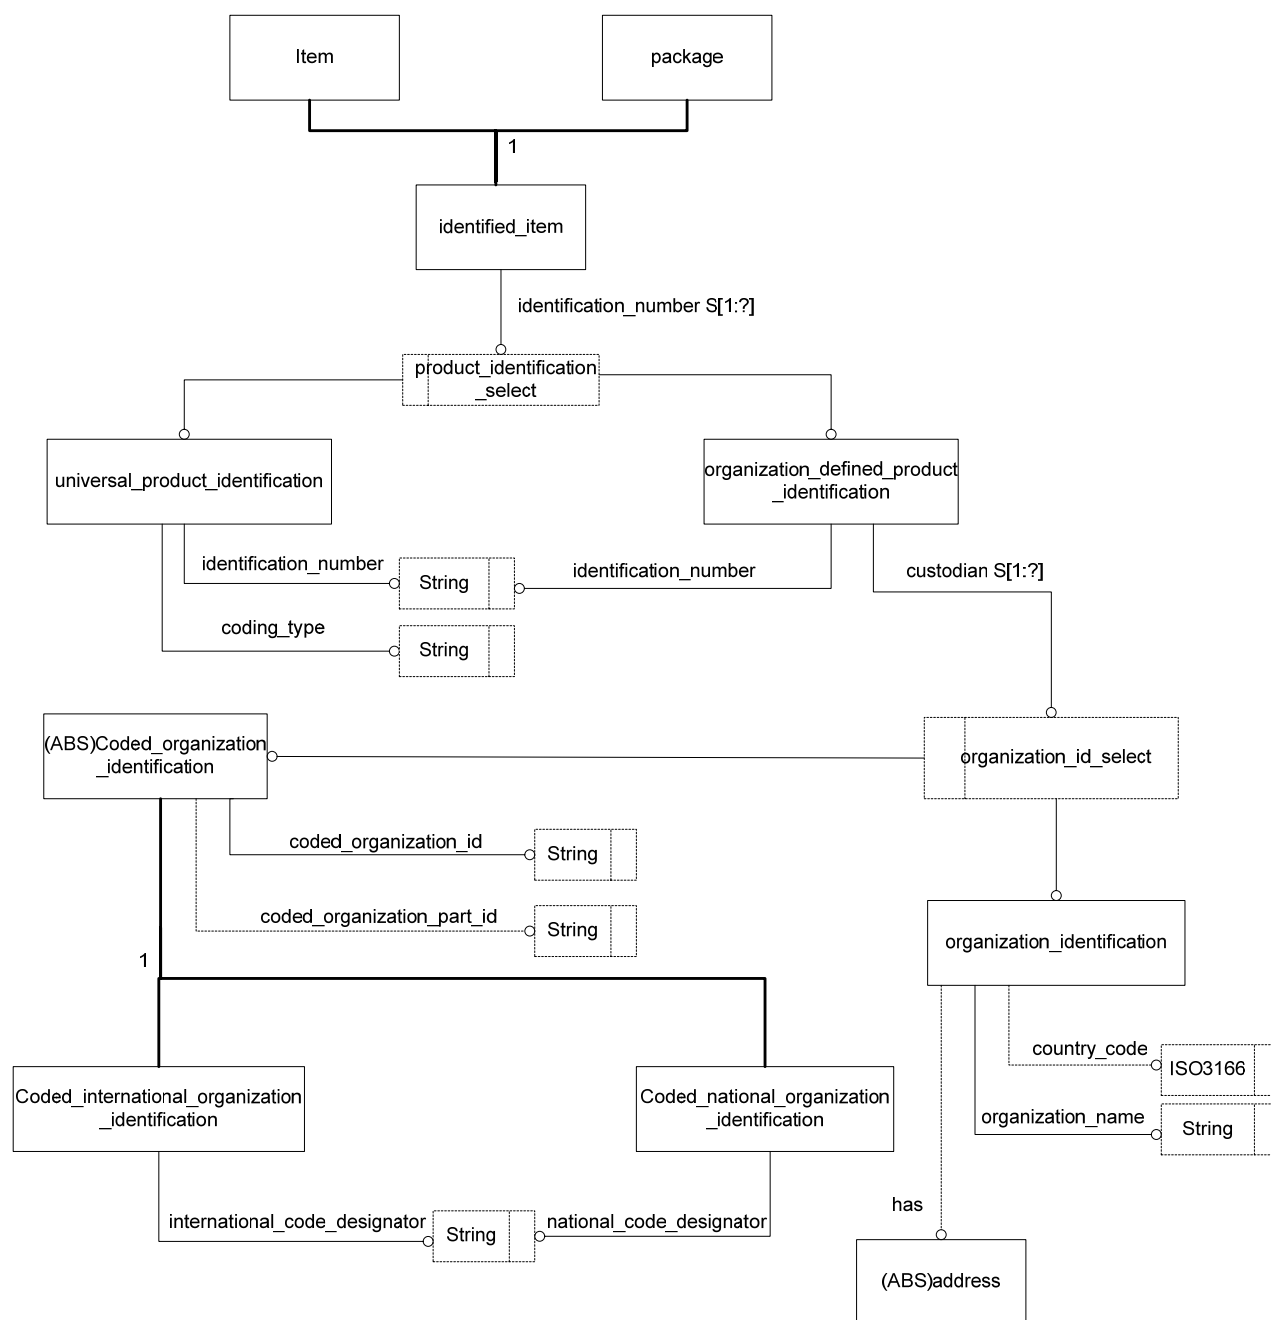 Item
package
1
identified_item
identification_number S[1:?]
product_identification
_select
universal_product_identification
organization_defined_product
_identification
identification_number
String
identification_number
custodian S[1:?]
coding_type
String
(ABS)Coded_organization
_identification
organization_id_select
coded_organization_id
String
coded_organization_part_id
String
organization_identification
1
country_code
ISO3166
Coded_international_organization
_identification
Coded_national_organization
_identification
organization_name
String
has
international_code_designator
String
national_code_designator
(ABS)address